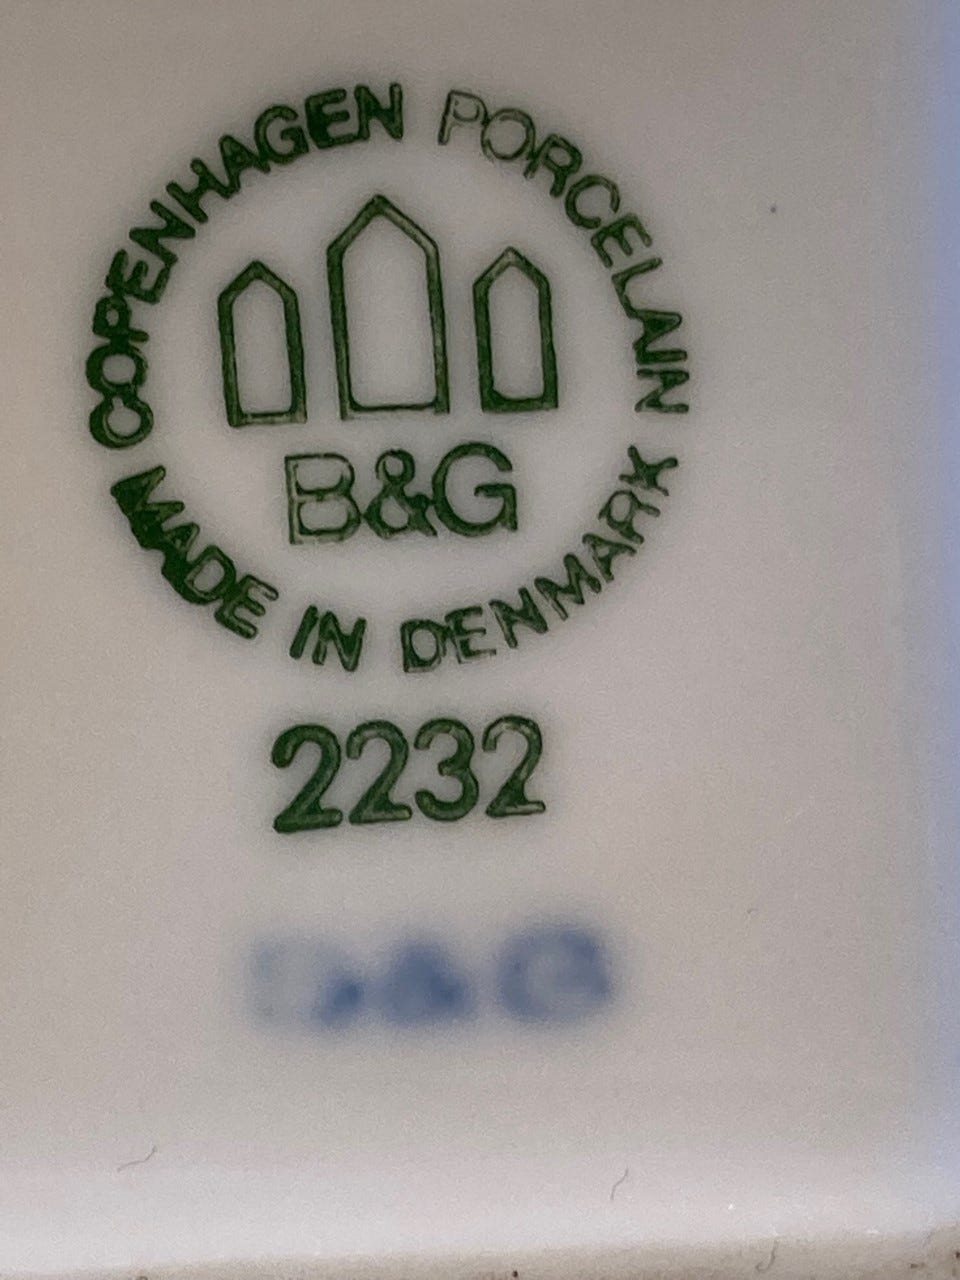 COPENHAGEN PORCELAIN
B&G
MADE IN DENMARK
2232
B&G